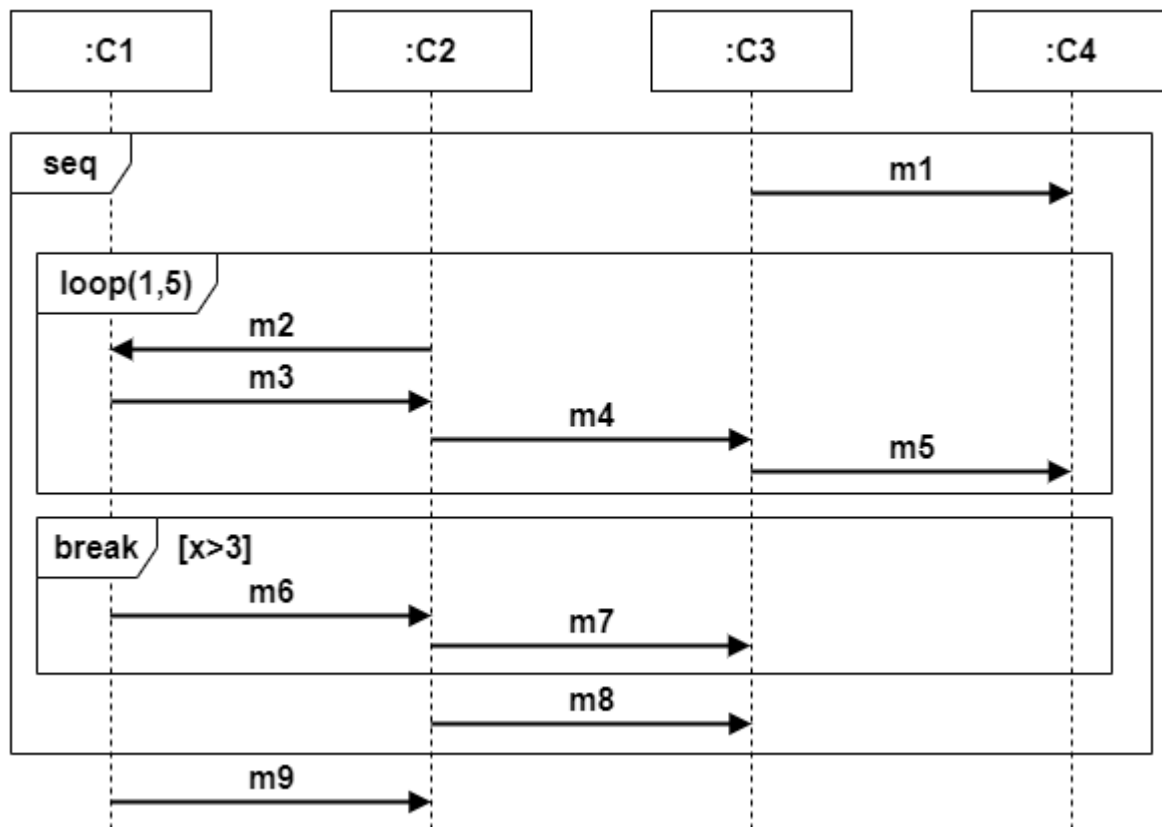 :C1 :C2 :C3 :C4
seq
m1
loop(1,5)
m2
m3
m4
m5
break [x>3]
m6
m7
m8
m9